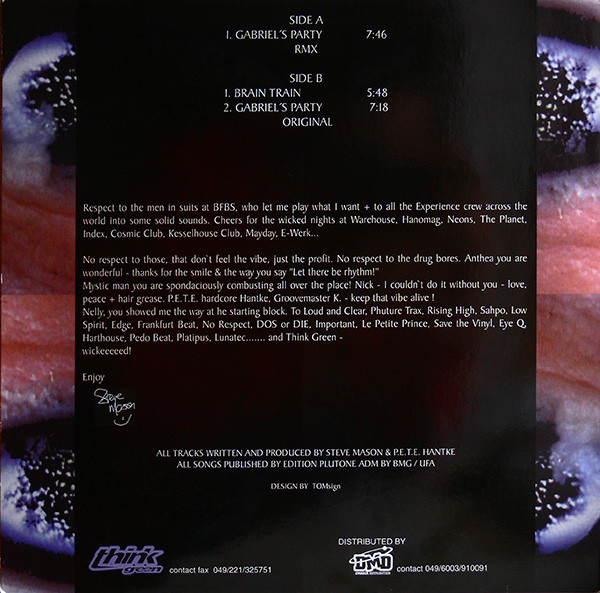 SIDE A
1. GABRIEL'S PARTY 7:46
RMX
SIDE B
1. BRAIN TRAIN 5:48
2. GABRIEL'S PARTY 7:18
ORIGINAL
Respect to the men in suits at BFBS, who let me play what I want + to all the Experience crew across the
world into some solid sounds. Cheers for the wicked nights at Warehouse, Hanomag, Neons, The Planet,
Index, Cosmic Club, Kesselhouse Club, Mayday, E-Werk...
No respect to those, that don't feel the vibe, just the profit. No respect to the drug bores. Anthea you are
wonderful - thanks for the smile & the way you say "Let there be rhythm!"
Mystic man you are spondaciously combusting all over the place! Nick - I couldn't do it without you - love,
peace + hair grease. P.E.T.E. hardcore Hantke, Groovemaster K. - keep that vibe alive !
Nelly, you showed me the way at he starting block. To Loud and Clear, Phuture Trax, Rising High, Sahpo, Low
Spirit, Edge, Frankfurt Beat, No Respect, DOS or DIE, Important, Le Petite Prince, Save the Vinyl, Eye Q,
Harthouse, Pedo Beat, Platipus, Lunatec....... and Think Green -
wickeeeeed!
Enjoy
Steve
Mason
ALL TRACKS WRITTEN AND PRODUCED BY STEVE MASON & P.E.T.E. HANTKE
ALL SONGS PUBLISHED BY EDITION PLUTONE ADM BY BMG / UFA
DESIGN BY TOMsign
think
green
contact fax 049/221/325751
DISTRIBUTED BY
DMD
contact 049/6003/910091